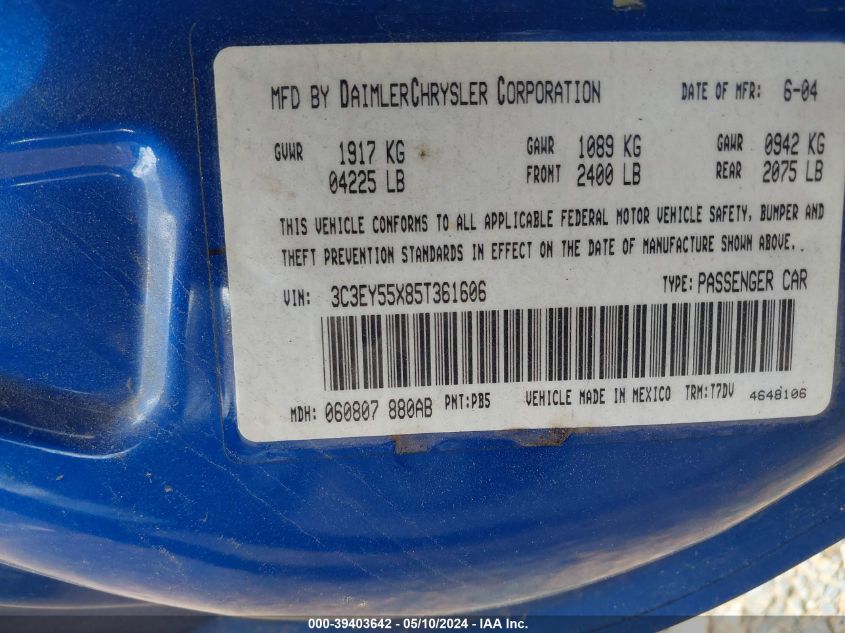 MFD BY DAIMLERCHRYSLER CORPORATION DATE OF MFR: 6-04
GVWR 1917 KG GAWR 1089 KG GAWR 0942 KG
04225 LB FRONT 2400 LB REAR 2075 LB
THIS VEHICLE CONFORMS TO ALL APPLICABLE FEDERAL MOTOR VEHICLE SAFETY, BUMPER AND
THEFT PREVENTION STANDARDS IN EFFECT ON THE DATE OF MANUFACTURE SHOWN ABOVE.
VIN: 3C3EY55X85T361606 TYPE: PASSENGER CAR
MDH: 060807 880AB PNT:PB5 VEHICLE MADE IN MEXICO TRM:T7DV 4648106
000-39403642 - 05/10/2024 -